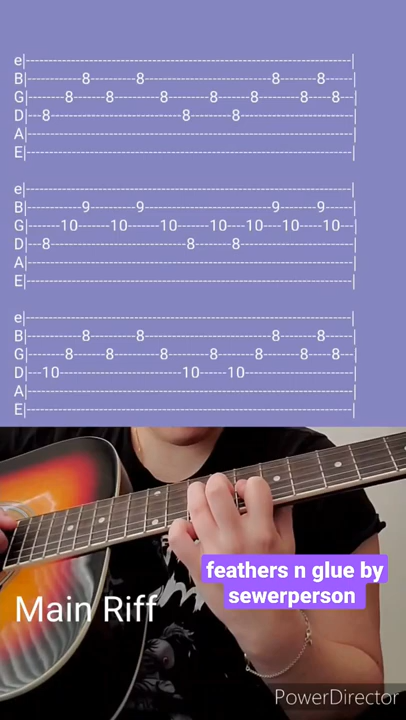 e|---------------------------------------------------------------|
B|-----------8----------8--------------------------8-------8-----|
G|-------8-------8----------8--------8-------8---------8-----8---|
D|---8---------------------------8--------8----------------------|
A|---------------------------------------------------------------|
E|---------------------------------------------------------------|
e|---------------------------------------------------------------|
B|-----------9----------9--------------------------9-------9-----|
G|------10-------10--------10--------10-----10-------10-----10---|
D|---8---------------------------8--------8----------------------|
A|---------------------------------------------------------------|
E|---------------------------------------------------------------|
e|---------------------------------------------------------------|
B|-----------8----------8--------------------------8-------8-----|
G|-------8-------8----------8--------8--------8--------8-----8---|
D|---10-------------------------10------10-----------------------|
A|---------------------------------------------------------------|
E|---------------------------------------------------------------|
feathers n glue by
sewerperson
Main Riff
PowerDirector